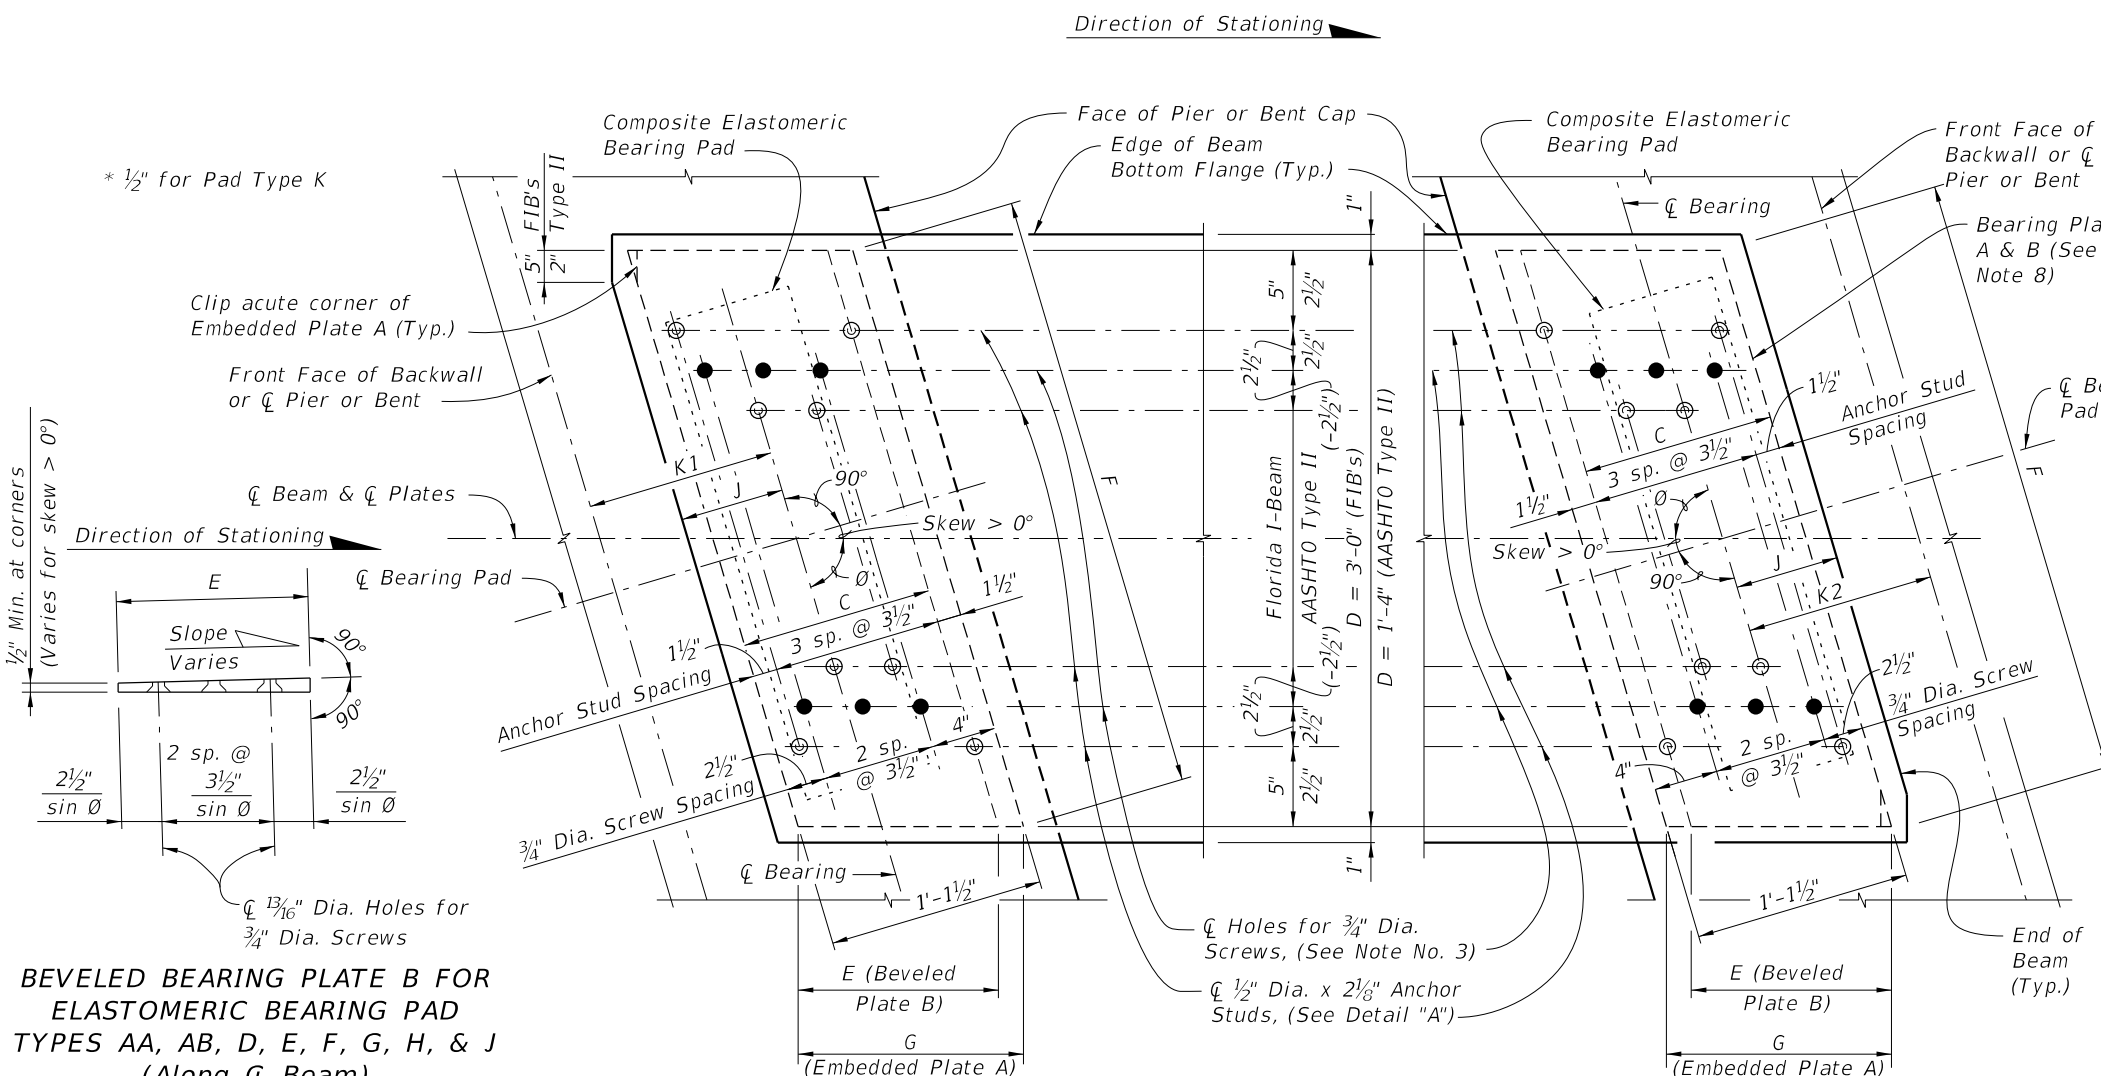 Direction of Stationing
* ½" for Pad Type K
FIB's
Type II
5"
2"
Composite Elastomeric
Bearing Pad
Face of Pier or Bent Cap
Edge of Beam
Bottom Flange (Typ.)
Composite Elastomeric
Bearing Pad
Front Face of
Backwall or ℄
Pier or Bent
℄ Bearing
A & B (See
Note 8)
Clip acute corner of
Embedded Plate A (Typ.)
Front Face of Backwall
or ℄ Pier or Bent
℄ Beam & ℄ Plates
Direction of Stationing
℄ Bearing Pad
½" Min. at corners
(Varies for skew > 0°)
E
Slope
Varies
90°
90°
2 sp. @
3½"
sin Ø
2½"
sin Ø
2½"
sin Ø
℄ 13/16" Dia. Holes for
¾" Dia. Screws
BEVELED BEARING PLATE B FOR
ELASTOMERIC BEARING PAD
TYPES AA, AB, D, E, F, G, H, & J
(Along ℄ Beam)
K1
J
90°
Skew > 0°
Ø
C
3 sp. @ 3½"
1½"
1½"
Anchor Stud Spacing
2½"
2 sp.
@ 3½"
4"
¾" Dia. Screw Spacing
℄ Bearing
1'-1½"
F
E (Beveled
Plate B)
G
(Embedded Plate A)
1"
5"
2½"
2½"
2½"
Florida I-Beam
AASHTO Type II
(-2½")
(-2½")
D = 3'-0" (FIB's)
D = 1'-4" (AASHTO Type II)
2½"
2½"
5"
2½"
1"
℄ Holes for ¾" Dia.
Screws, (See Note No. 3)
℄ ½" Dia. x 2⅛" Anchor
Studs, (See Detail "A")
1½"
Anchor Stud
Spacing
C
3 sp. @ 3½"
1½"
Ø
Skew > 0°
90°
J
K2
F
2½"
¾" Dia. Screw
Spacing
4"
2 sp.
@ 3½"
1'-1½"
E (Beveled
Plate B)
G
(Embedded Plate A)
End of
Beam
(Typ.)